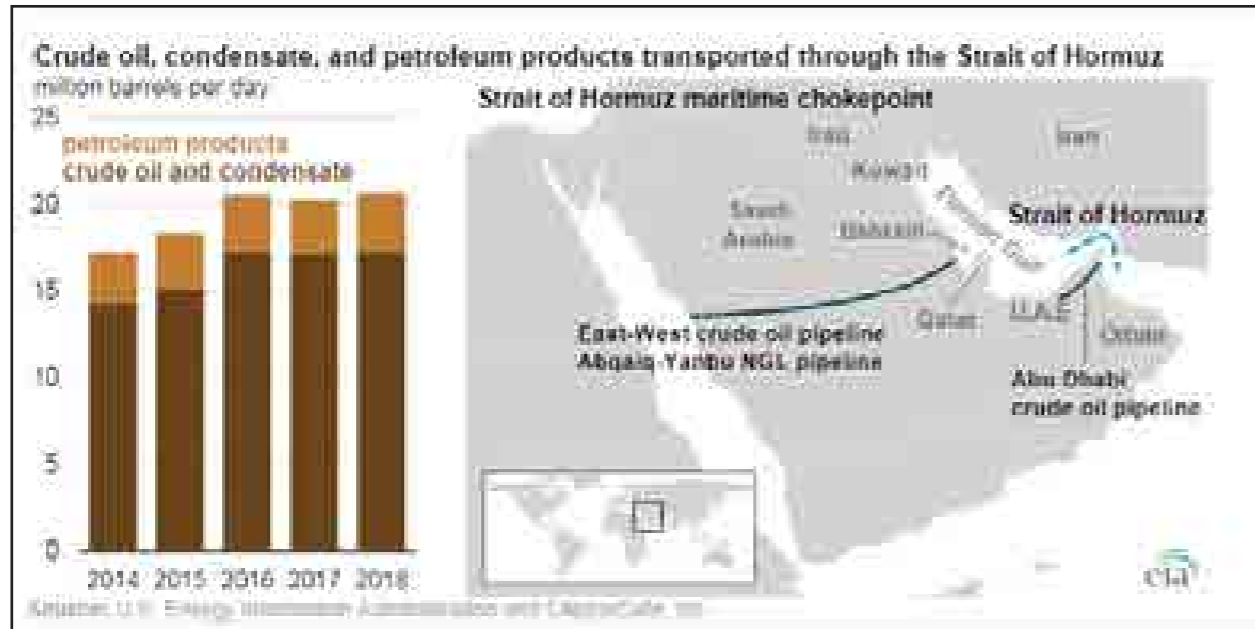 Crude oil, condensate, and petroleum products transported through the Strait of Hormuz
million barrels per day
Strait of Hormuz maritime chokepoint
25
petroleum products
crude oil and condensate
20
15
10
5
0
2014 2015 2016 2017 2018
Iraq
Iran
Kuwait
Persian Gulf
Saudi
Arabia
Bahrain
Strait of Hormuz
Qatar
U.A.E
Oman
East-West crude oil pipeline
Abqaiq-Yanbu NGL pipeline
Abu Dhabi
crude oil pipeline
eia
Source: U.S. Energy Information Administration and